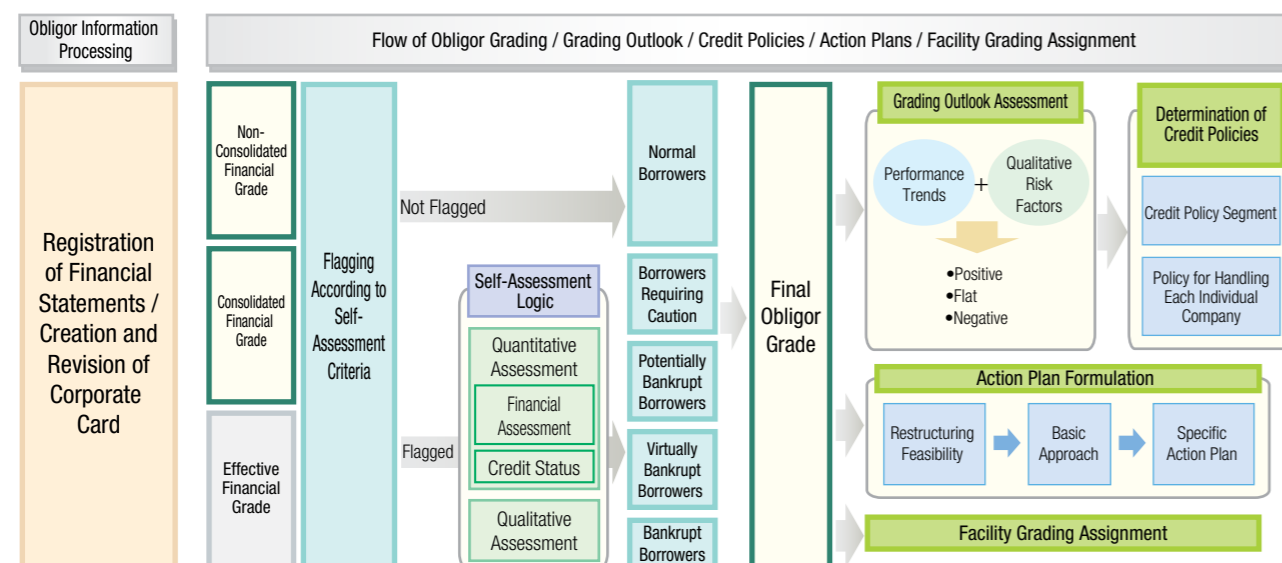 Obligor Information
Processing
Flow of Obligor Grading / Grading Outlook / Credit Policies / Action Plans / Facility Grading Assignment
Registration
of Financial
Statements /
Creation and
Revision of
Corporate
Card
Non-
Consolidated
Financial
Grade
Consolidated
Financial
Grade
Effective
Financial
Grade
Flagging
According to
Self-
Assessment
Criteria
Not Flagged
Flagged
Self-Assessment
Logic
Quantitative
Assessment
Financial
Assessment
Credit Status
Qualitative
Assessment
Normal
Borrowers
Borrowers
Requiring
Caution
Potentially
Bankrupt
Borrowers
Virtually
Bankrupt
Borrowers
Bankrupt
Borrowers
Final
Obligor
Grade
Grading Outlook Assessment
Performance
Trends
+
Qualitative
Risk
Factors
●Positive
●Flat
●Negative
Determination of
Credit Policies
Credit Policy Segment
Policy for Handling
Each Individual
Company
Action Plan Formulation
Restructuring
Feasibility
Basic
Approach
Specific
Action Plan
Facility Grading Assignment